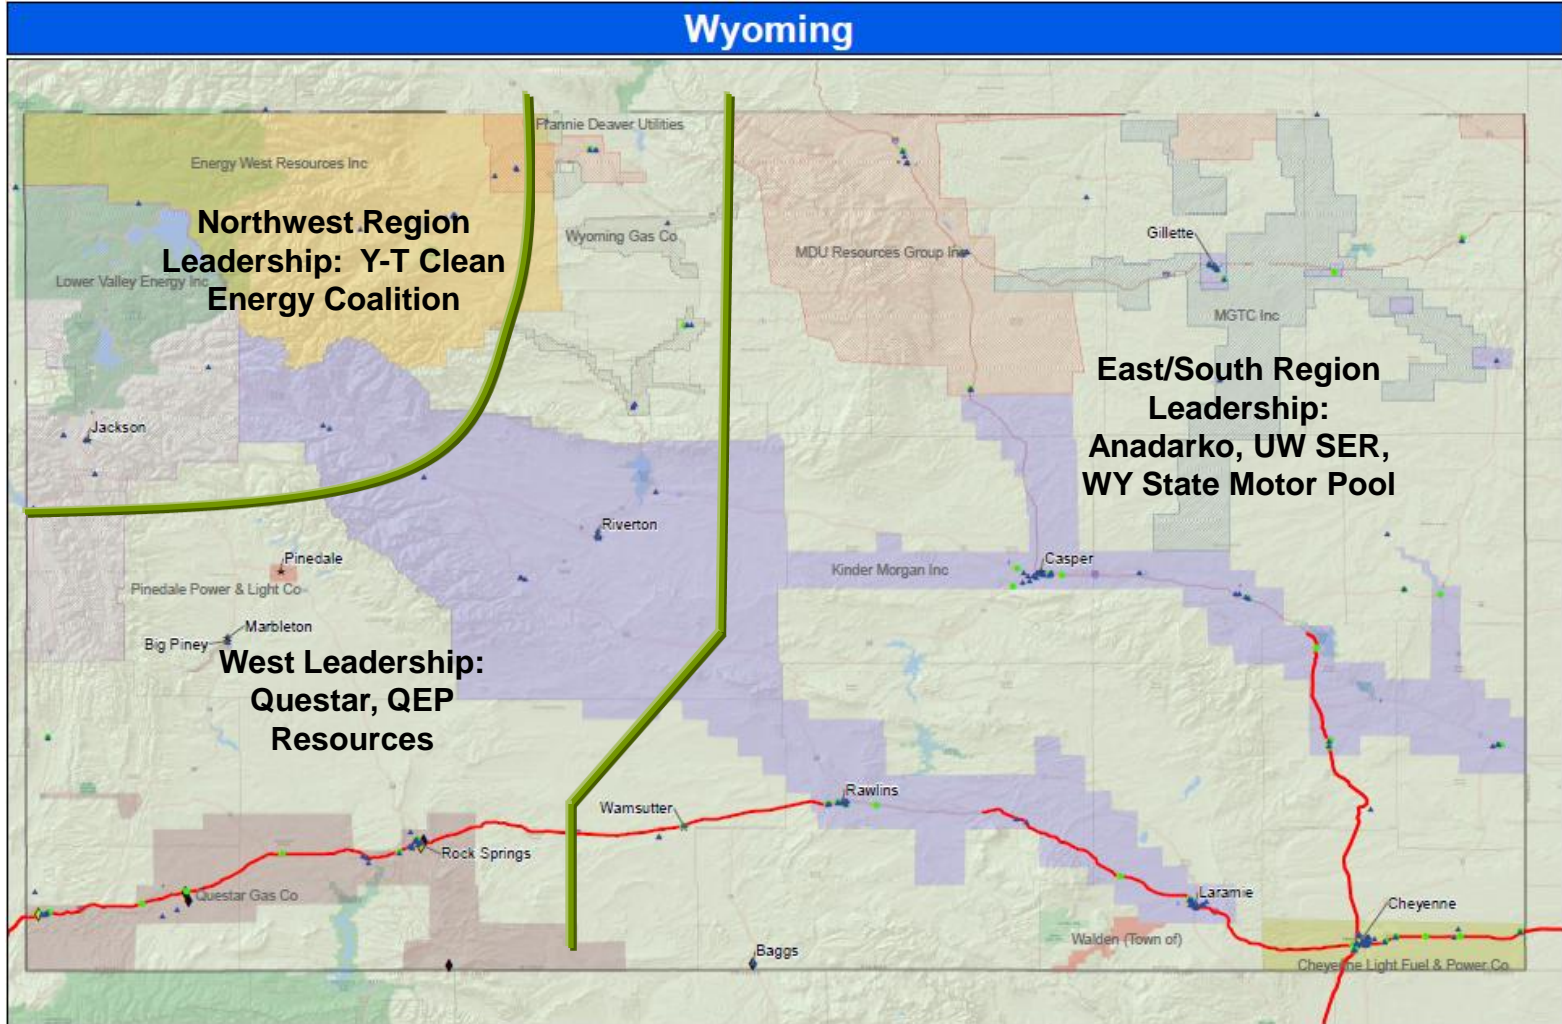 Wyoming
Frannie Deaver Utilities
Energy West Resources Inc
Northwest Region
Leadership: Y-T Clean
Energy Coalition
Wyoming Gas Co
MDU Resources Group Inc
Gillette
Lower Valley Energy Inc
MGTC Inc
East/South Region
Leadership:
Anadarko, UW SER,
WY State Motor Pool
Jackson
Riverton
Pinedale
Casper
Kinder Morgan Inc
Pinedale Power & Light Co
Marbleton
Big Piney
West Leadership:
Questar, QEP
Resources
Rawlins
Wamsutter
Rock Springs
Questar Gas Co
Laramie
Cheyenne
Walden (Town of)
Baggs
Cheyenne Light Fuel & Power Co